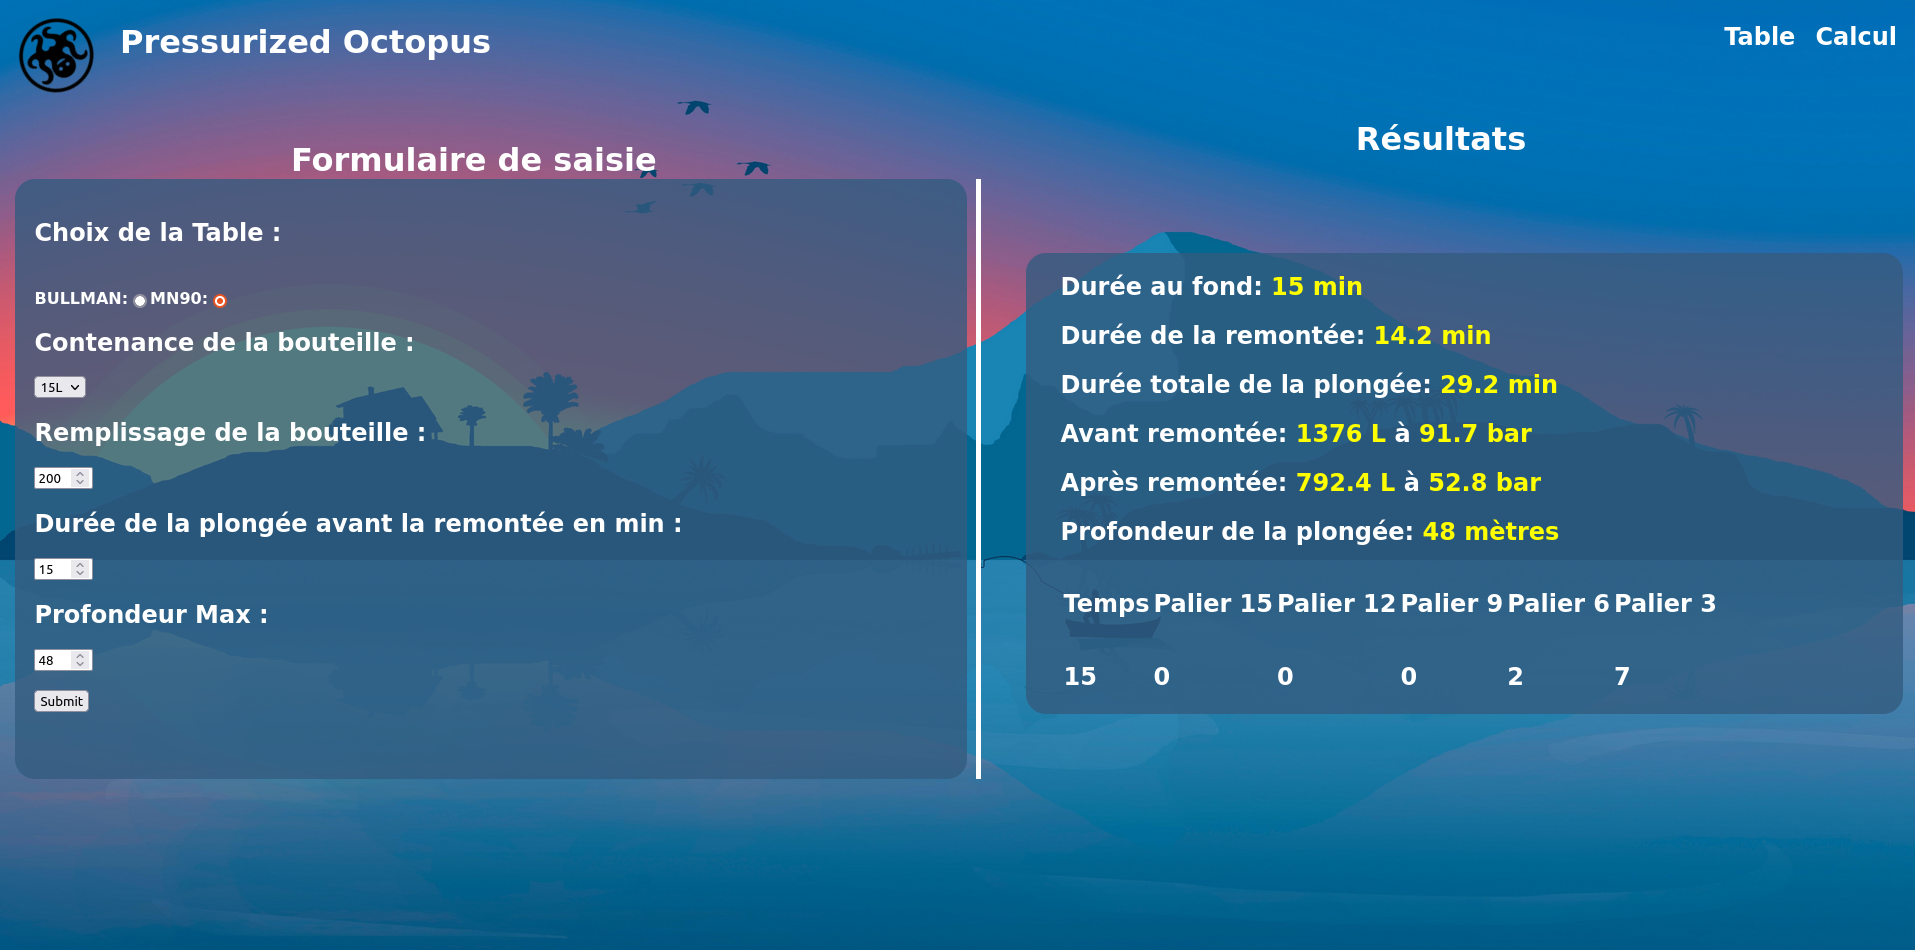 Pressurized Octopus
Table Calcul
Formulaire de saisie
Choix de la Table :
BULLMAN: MN90:
Contenance de la bouteille :
15L
Remplissage de la bouteille :
200
Durée de la plongée avant la remontée en min :
15
Profondeur Max :
48
Submit
Résultats
Durée au fond: 15 min
Durée de la remontée: 14.2 min
Durée totale de la plongée: 29.2 min
Avant remontée: 1376 L à 91.7 bar
Après remontée: 792.4 L à 52.8 bar
Profondeur de la plongée: 48 mètres
Temps Palier 15 Palier 12 Palier 9 Palier 6 Palier 3
15 0 0 0 2 7